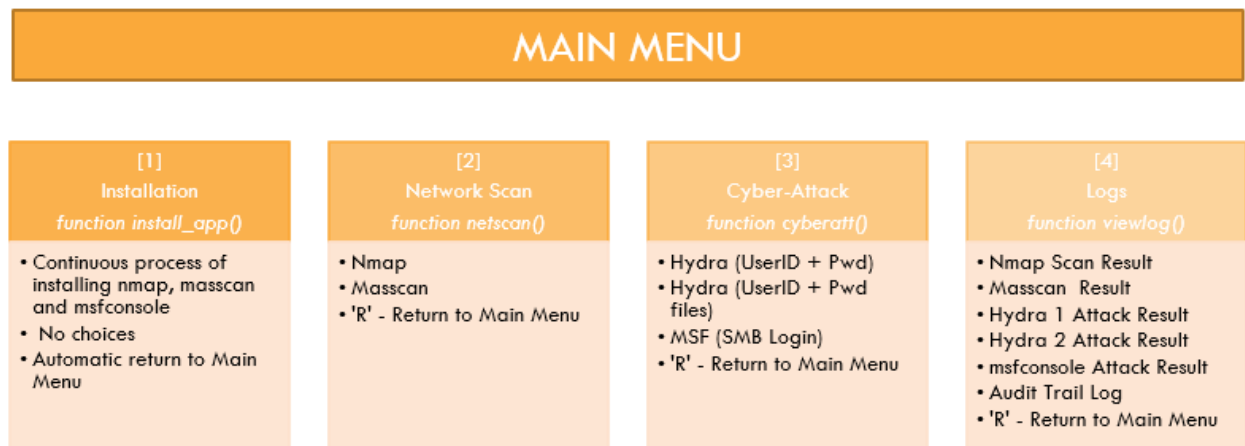 MAIN MENU
[1]
Installation
function install_app()
• Continuous process of
installing nmap, masscan
and msfconsole
• No choices
• Automatic return to Main
Menu
[2]
Network Scan
function netscan()
• Nmap
• Masscan
• 'R' - Return to Main Menu
[3]
Cyber-Attack
function cyberatt()
• Hydra (UserID + Pwd)
• Hydra (UserID + Pwd
files)
• MSF (SMB Login)
• 'R' - Return to Main Menu
[4]
Logs
function viewlog()
• Nmap Scan Result
• Masscan Result
• Hydra 1 Attack Result
• Hydra 2 Attack Result
• msfconsole Attack Result
• Audit Trail Log
• 'R' - Return to Main Menu